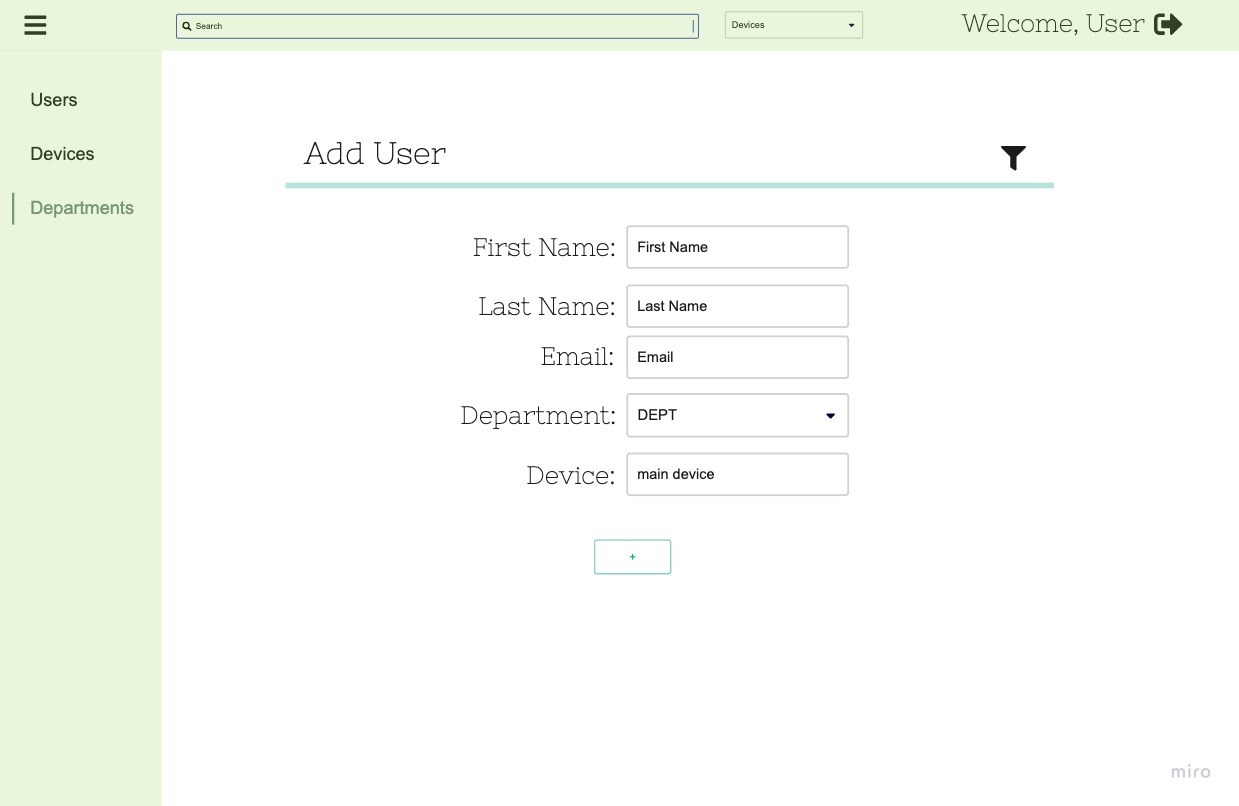 Search
Devices
Welcome, User
Users
Devices
Departments
Add User
First Name: First Name
Last Name: Last Name
Email: Email
Department: DEPT
Device: main device
+
miro